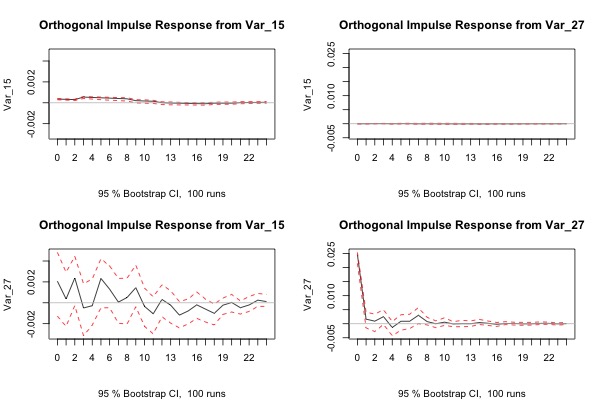 Orthogonal Impulse Response from Var_15
Var_15
0.002
-0.002
0 2 4 6 8 10 13 16 19 22
95 % Bootstrap CI, 100 runs
Orthogonal Impulse Response from Var_27
Var_15
0.025
0.010
-0.005
0 2 4 6 8 10 13 16 19 22
95 % Bootstrap CI, 100 runs
Orthogonal Impulse Response from Var_15
Var_27
0.002
-0.002
0 2 4 6 8 10 13 16 19 22
95 % Bootstrap CI, 100 runs
Orthogonal Impulse Response from Var_27
Var_27
0.025
0.010
-0.005
0 2 4 6 8 10 13 16 19 22
95 % Bootstrap CI, 100 runs